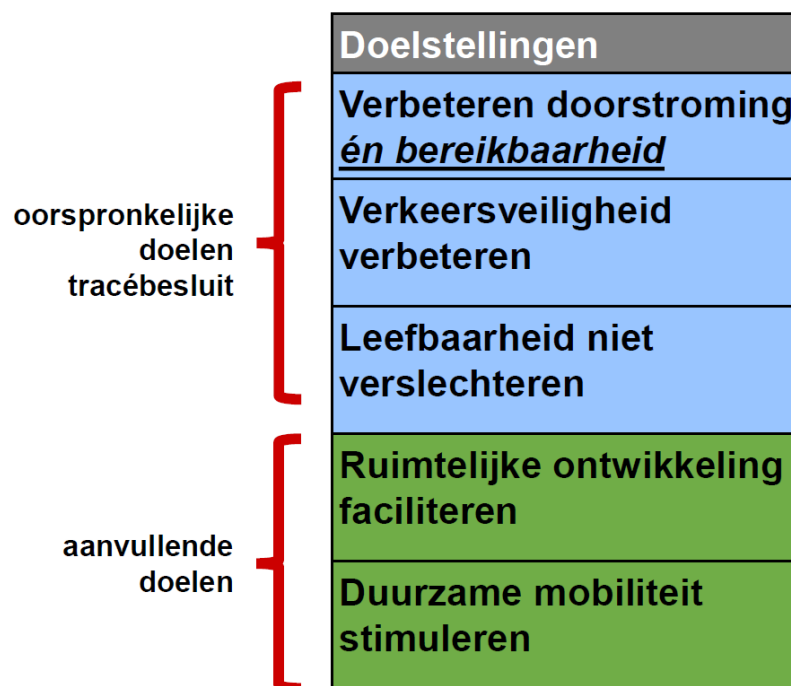 Doelstellingen
Verbeteren doorstroming
én bereikbaarheid
Verkeersveiligheid
verbeteren
Leefbaarheid niet
verslechteren
Ruimtelijke ontwikkeling
faciliteren
Duurzame mobiliteit
stimuleren
oorspronkelijke
doelen
tracébesluit
aanvullende
doelen